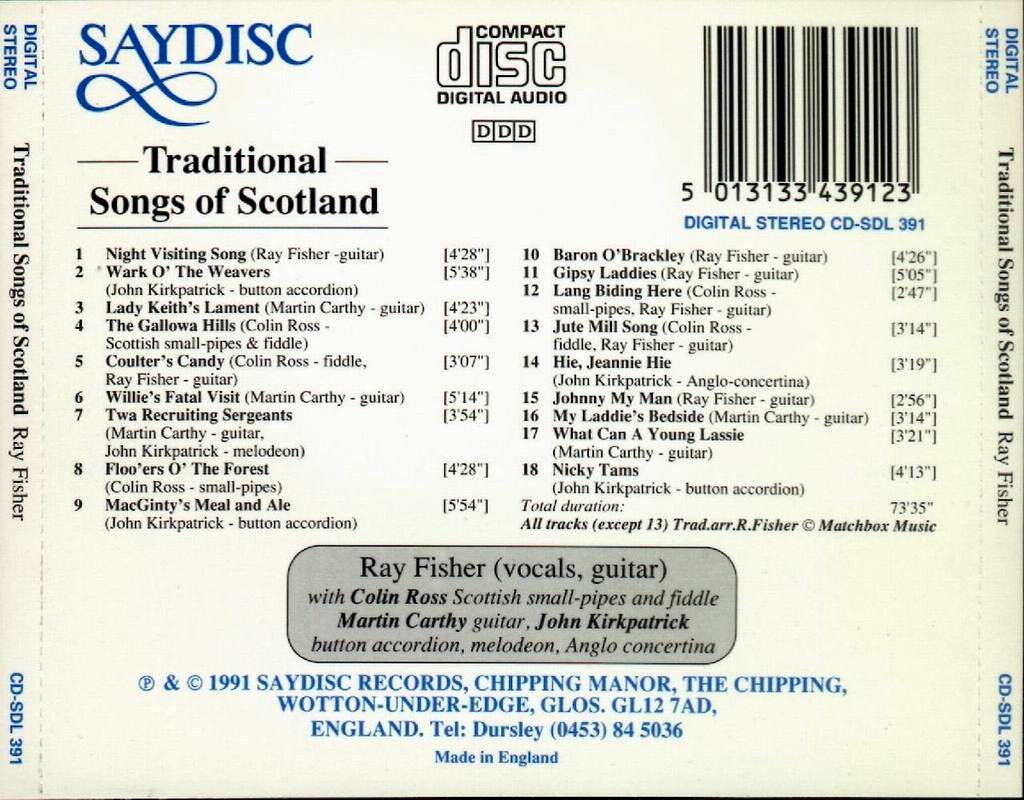 SAYDISC
COMPACT
disc
DIGITAL AUDIO
DDD
Traditional
Songs of Scotland
5 013133 439123
DIGITAL STEREO CD-SDL 391
1 Night Visiting Song (Ray Fisher -guitar) [4'28"]
2 Wark O' The Weavers [5'38"]
(John Kirkpatrick - button accordion)
3 Lady Keith's Lament (Martin Carthy - guitar) [4'23"]
4 The Gallowa Hills (Colin Ross - [4'00"]
Scottish small-pipes & fiddle)
5 Coulter's Candy (Colin Ross - fiddle, [3'07"]
Ray Fisher - guitar)
6 Willie's Fatal Visit (Martin Carthy - guitar) [5'14"]
7 Twa Recruiting Sergeants [3'54"]
(Martin Carthy - guitar,
John Kirkpatrick - melodeon)
8 Floo'ers O' The Forest [4'28"]
(Colin Ross - small-pipes)
9 MacGinty's Meal and Ale [5'54"]
(John Kirkpatrick - button accordion)
10 Baron O'Brackley (Ray Fisher - guitar) [4'26"]
11 Gipsy Laddies (Ray Fisher - guitar) [5'05"]
12 Lang Biding Here (Colin Ross - [2'47"]
small-pipes, Ray Fisher - guitar)
13 Jute Mill Song (Colin Ross - [3'14"]
fiddle, Ray Fisher - guitar)
14 Hie, Jeannie Hie [3'19"]
(John Kirkpatrick - Anglo-concertina)
15 Johnny My Man (Ray Fisher - guitar) [2'56"]
16 My Laddie's Bedside (Martin Carthy - guitar) [3'14"]
17 What Can A Young Lassie [3'21"]
(Martin Carthy - guitar)
18 Nicky Tams [4'13"]
(John Kirkpatrick - button accordion)
Total duration: 73'35"
All tracks (except 13) Trad.arr.R.Fisher © Matchbox Music
Ray Fisher (vocals, guitar)
with Colin Ross Scottish small-pipes and fiddle
Martin Carthy guitar, John Kirkpatrick
button accordion, melodeon, Anglo concertina
℗ & © 1991 SAYDISC RECORDS, CHIPPING MANOR, THE CHIPPING,
WOTTON-UNDER-EDGE, GLOS. GL12 7AD,
ENGLAND. Tel: Dursley (0453) 84 5036
Made in England
DIGITAL
STEREO
Traditional Songs of Scotland Ray Fisher
CD-SDL 391
DIGITAL
STEREO
Traditional Songs of Scotland Ray Fisher
CD-SDL 391